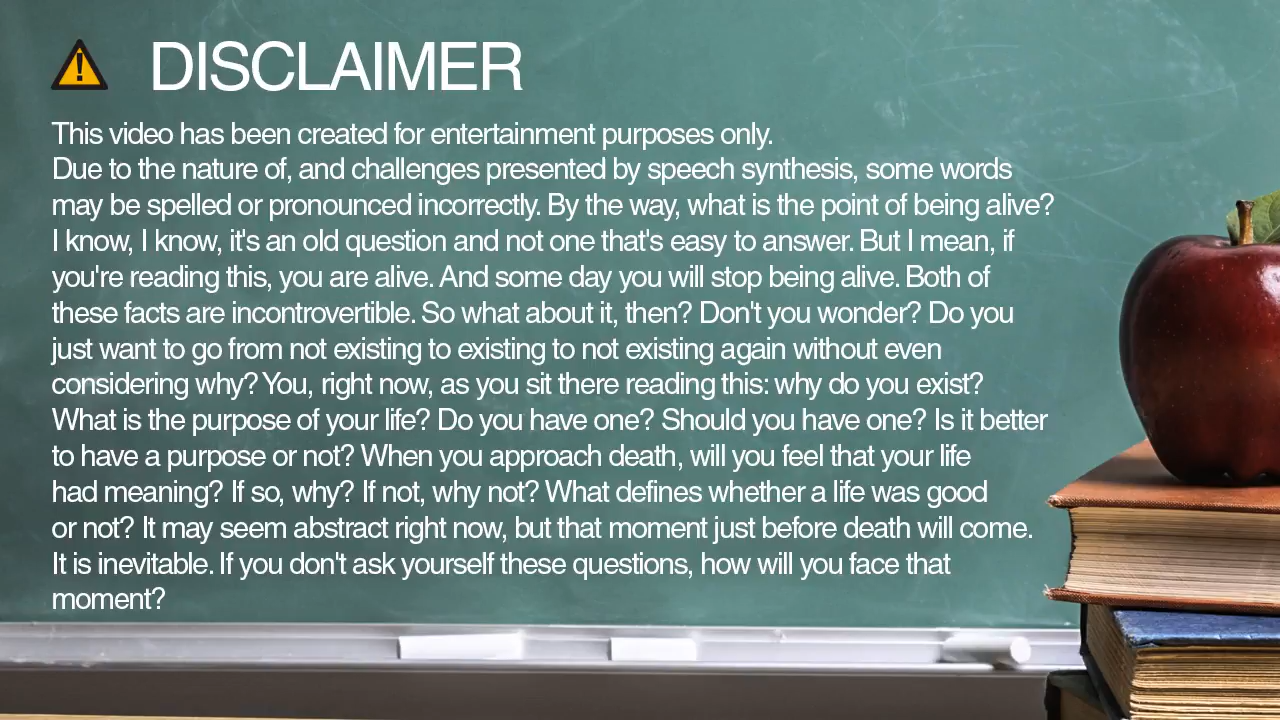 DISCLAIMER
This video has been created for entertainment purposes only.
Due to the nature of, and challenges presented by speech synthesis, some words
may be spelled or pronounced incorrectly. By the way, what is the point of being alive?
I know, I know, it's an old question and not one that's easy to answer. But I mean, if
you're reading this, you are alive. And some day you will stop being alive. Both of
these facts are incontrovertible. So what about it, then? Don't you wonder? Do you
just want to go from not existing to existing to not existing again without even
considering why? You, right now, as you sit there reading this: why do you exist?
What is the purpose of your life? Do you have one? Should you have one? Is it better
to have a purpose or not? When you approach death, will you feel that your life
had meaning? If so, why? If not, why not? What defines whether a life was good
or not? It may seem abstract right now, but that moment just before death will come.
It is inevitable. If you don't ask yourself these questions, how will you face that
moment?